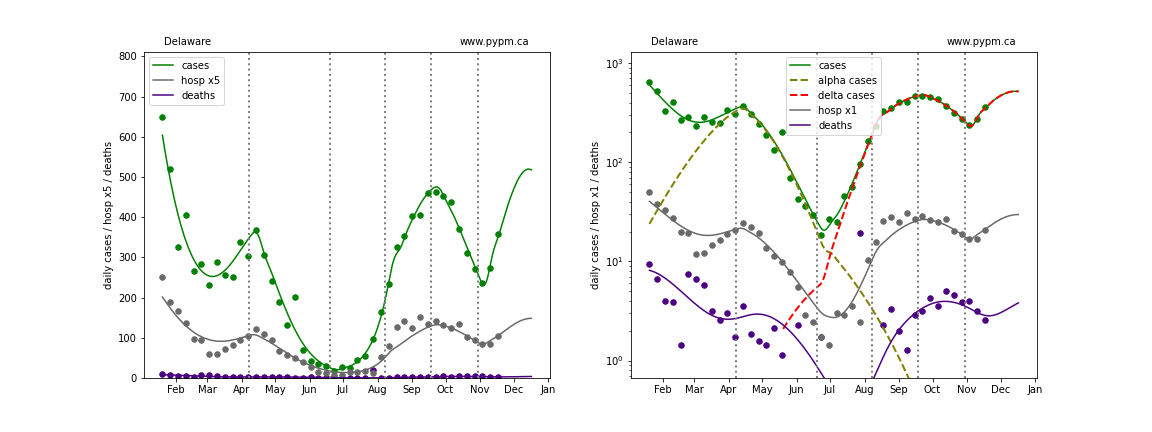 Delaware www.pypm.ca
800
700
600
500
400
300
200
100
0
daily cases / hosp x5 / deaths
cases
hosp x5
deaths
Feb Mar Apr May Jun Jul Aug Sep Oct Nov Dec Jan
Delaware www.pypm.ca
10³
10²
10¹
10⁰
daily cases / hosp x1 / deaths
cases
alpha cases
delta cases
hosp x1
deaths
Feb Mar Apr May Jun Jul Aug Sep Oct Nov Dec Jan